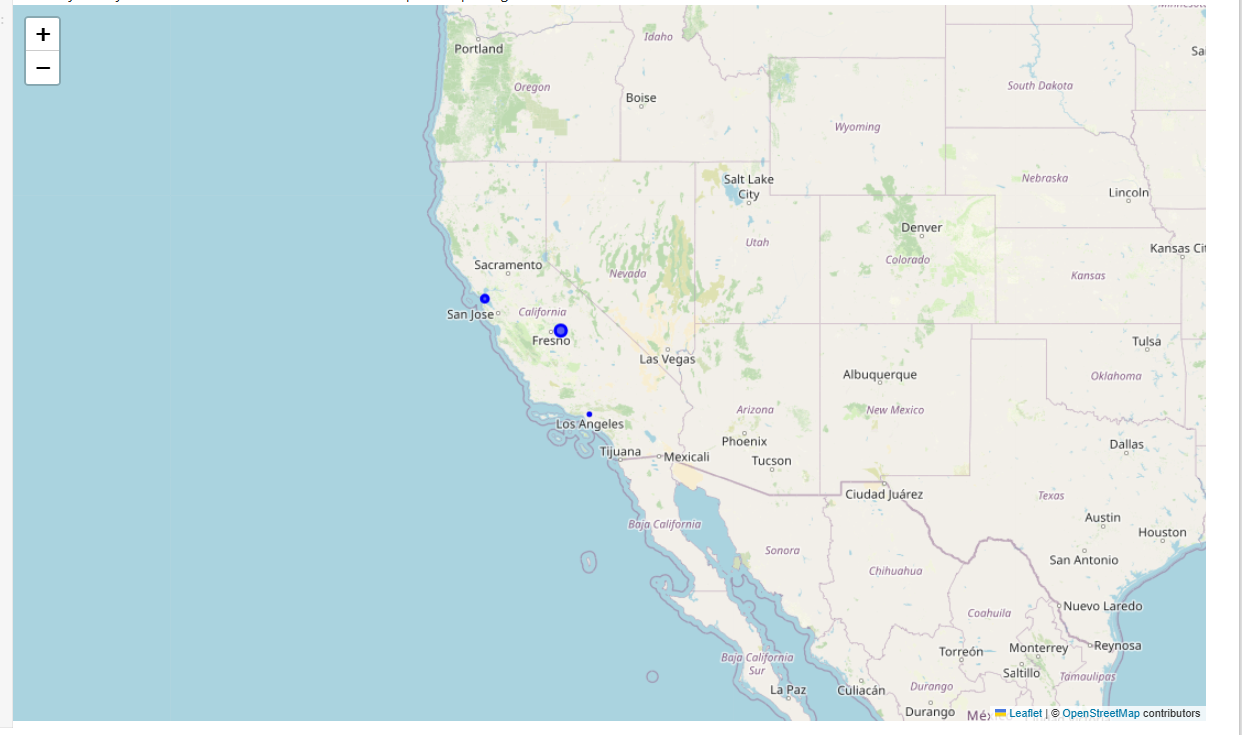 +
−
Portland
Idaho
Oregon
Boise
South Dakota
Wyoming
Salt Lake
City
Nebraska
Lincoln
Denver
Utah
Colorado
Sacramento
Nevada
Kansas
Kansas Cit
California
San Jose
Fresno
Las Vegas
Tulsa
Albuquerque
Oklahoma
Arizona
New Mexico
Los Angeles
Phoenix
Dallas
Tijuana
Mexicali
Tucson
Ciudad Juárez
Texas
Baja California
Austin
Houston
Sonora
San Antonio
Chihuahua
Nuevo Laredo
Coahuila
Reynosa
Baja California
Sur
Torreón
Monterrey
Saltillo
Tamaulipas
La Paz
Culiacán
Durango
Durango
Leaflet | © OpenStreetMap contributors